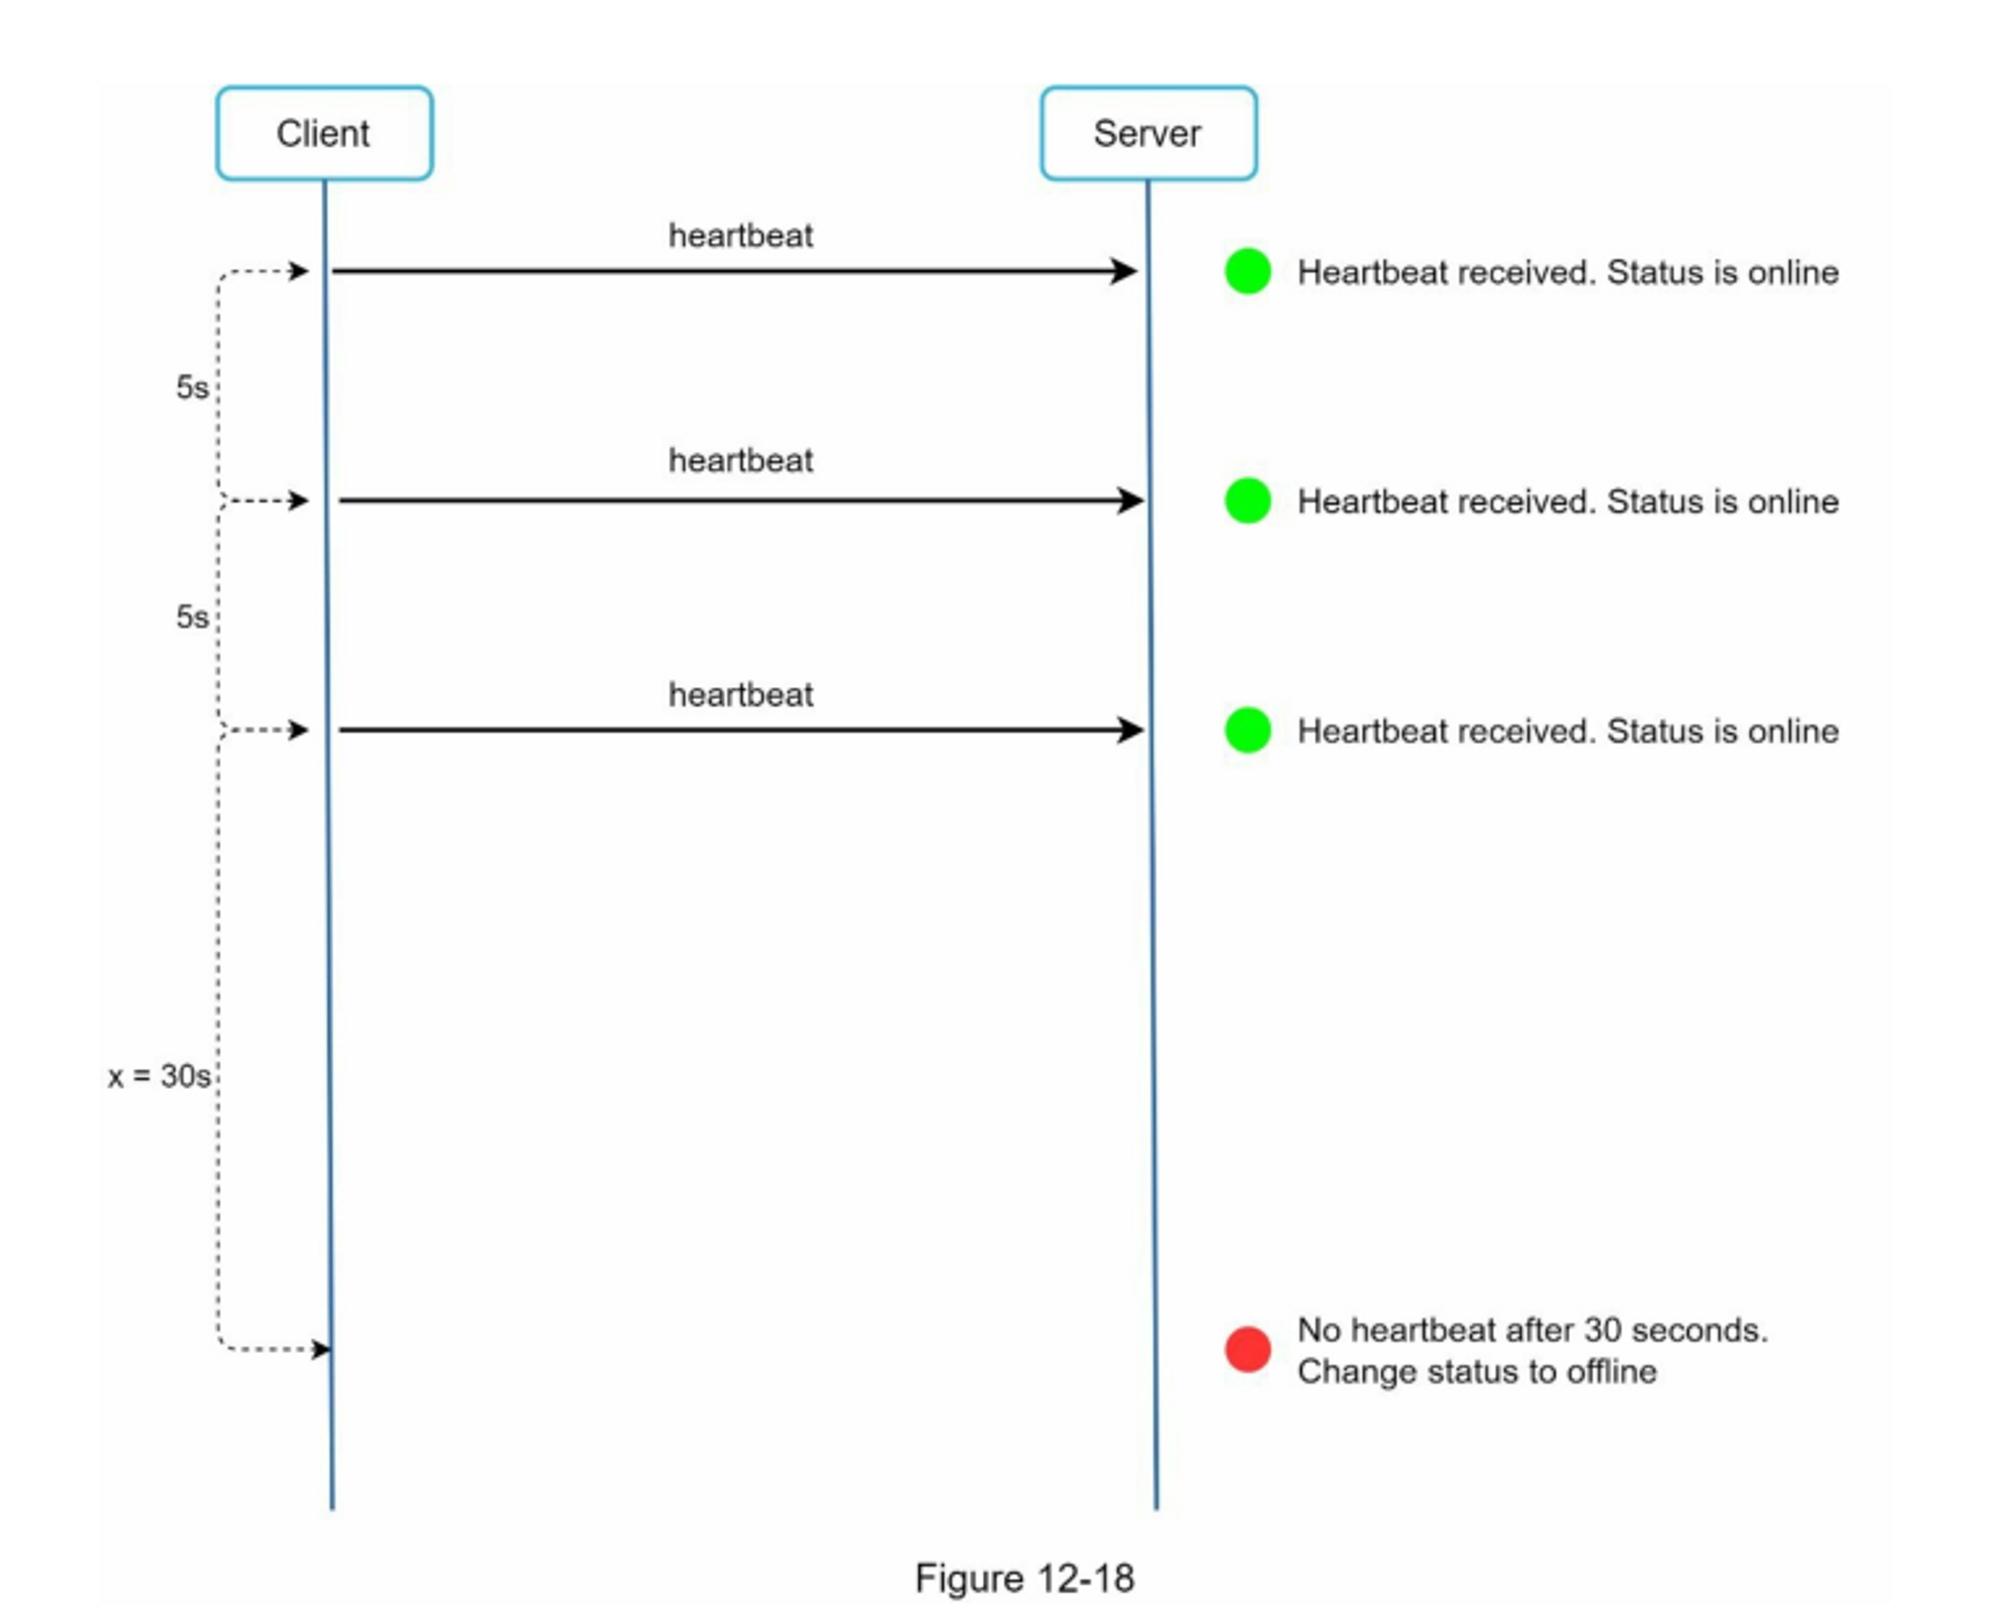 Client
Server
heartbeat
Heartbeat received. Status is online
5s
heartbeat
Heartbeat received. Status is online
5s
heartbeat
Heartbeat received. Status is online
x = 30s
No heartbeat after 30 seconds.
Change status to offline
Figure 12-18